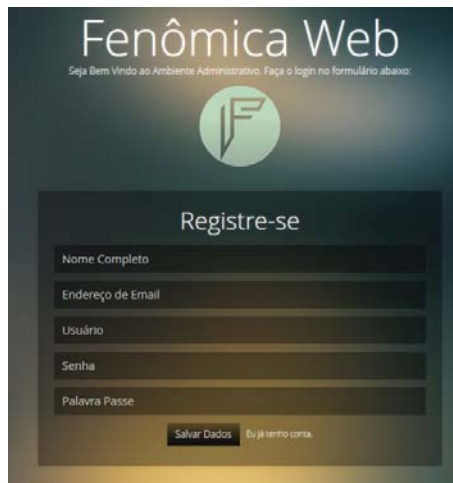 Fenômica Web
Seja Bem Vindo ao Ambiente Administrativo. Faça o login no formulário abaixo:
F
Registre-se
Nome Completo
Endereço de Email
Usuário
Senha
Palavra Passe
Salvar Dados Eu já tenho conta.